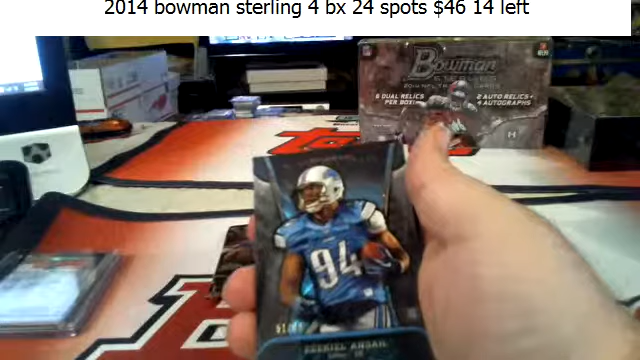 2014 bowman sterling 4 bx 24 spots $46 14 left
Bowman
STERLING
6 DUAL RELICS
PER BOX!
2 AUTO RELICS•
4 AUTOGRAPHS
H
94
EZEKIEL ANSAH